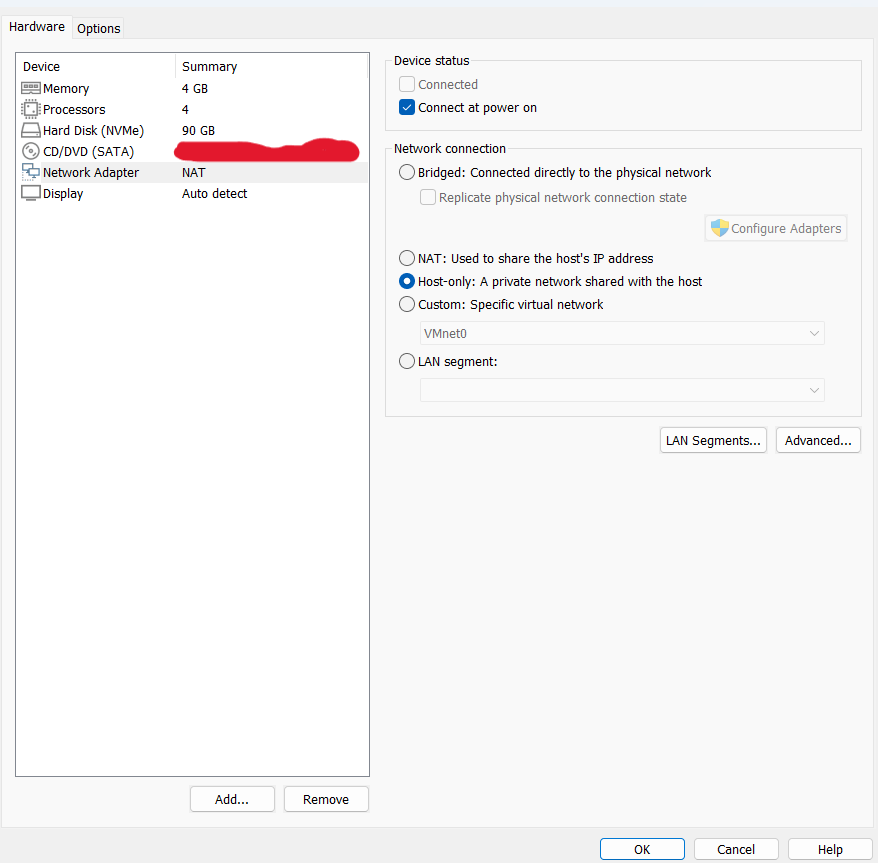 Hardware Options
Device Summary
Memory 4 GB
Processors 4
Hard Disk (NVMe) 90 GB
CD/DVD (SATA)
Network Adapter NAT
Display Auto detect
Add... Remove
Device status
Connected
Connect at power on
Network connection
Bridged: Connected directly to the physical network
Replicate physical network connection state
Configure Adapters
NAT: Used to share the host's IP address
Host-only: A private network shared with the host
Custom: Specific virtual network
VMnet0
LAN segment:
LAN Segments... Advanced...
OK Cancel Help